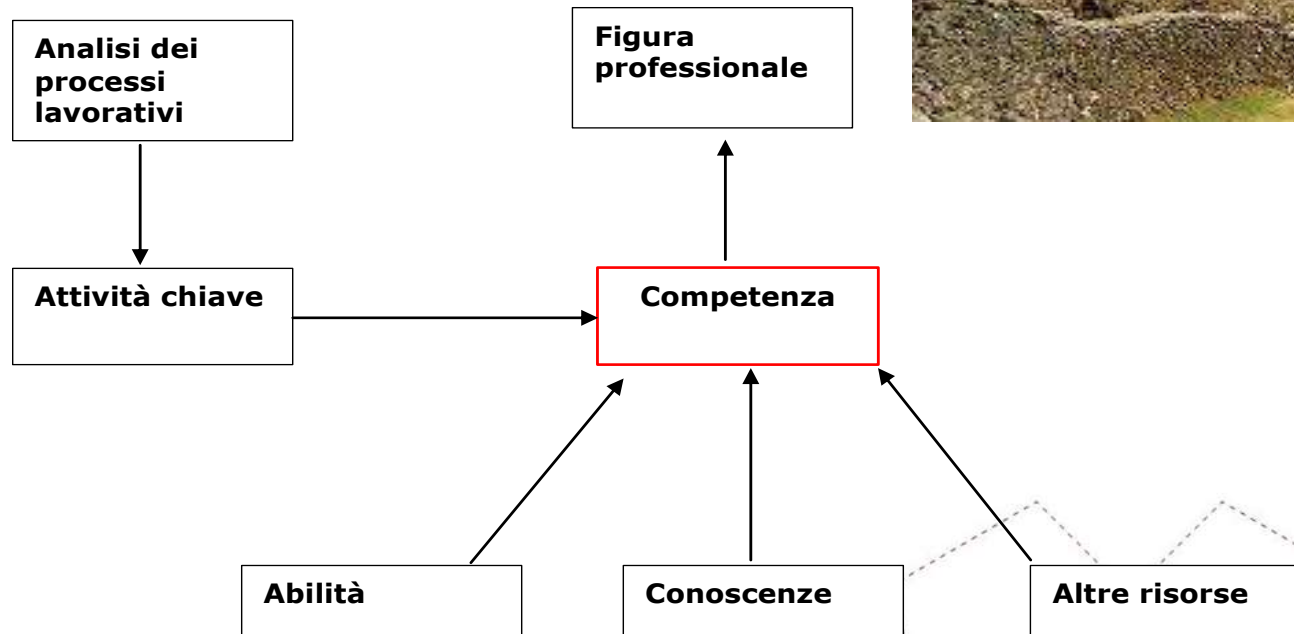 Analisi dei
processi
lavorativi
Figura
professionale
Attività chiave
Competenza
Abilità
Conoscenze
Altre risorse